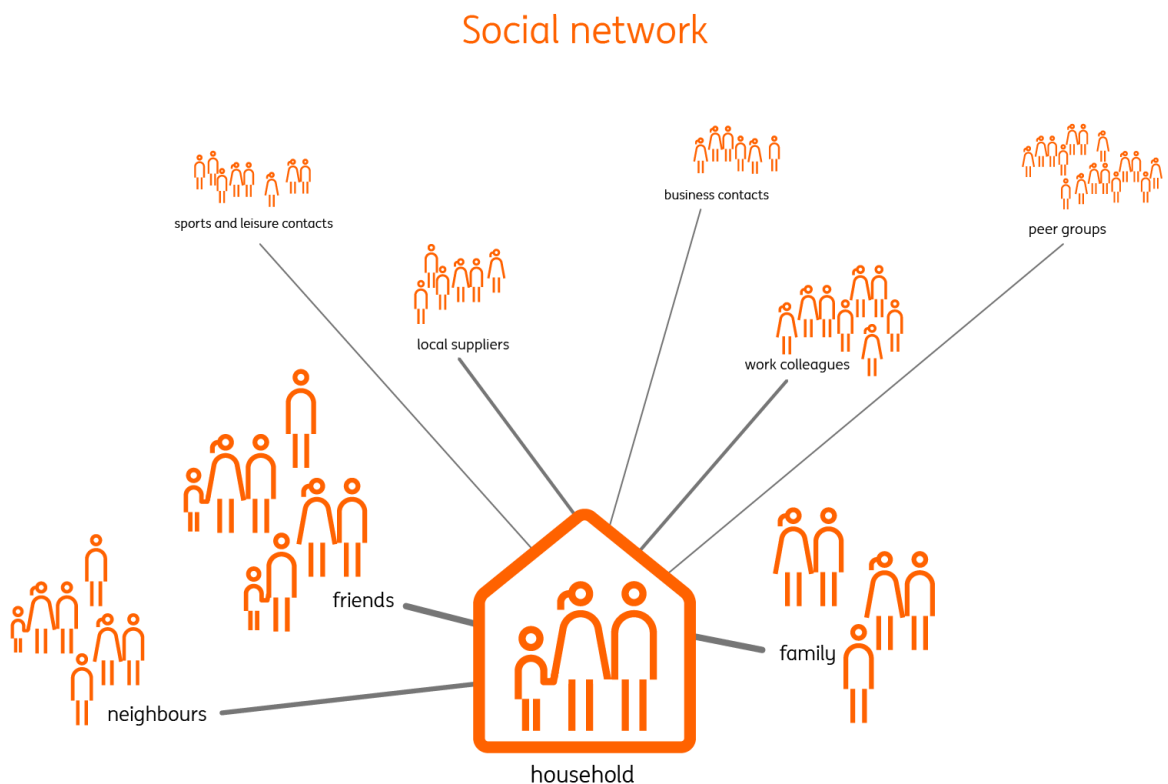 Social network
sports and leisure contacts
business contacts
peer groups
local suppliers
work colleagues
friends
family
neighbours
household